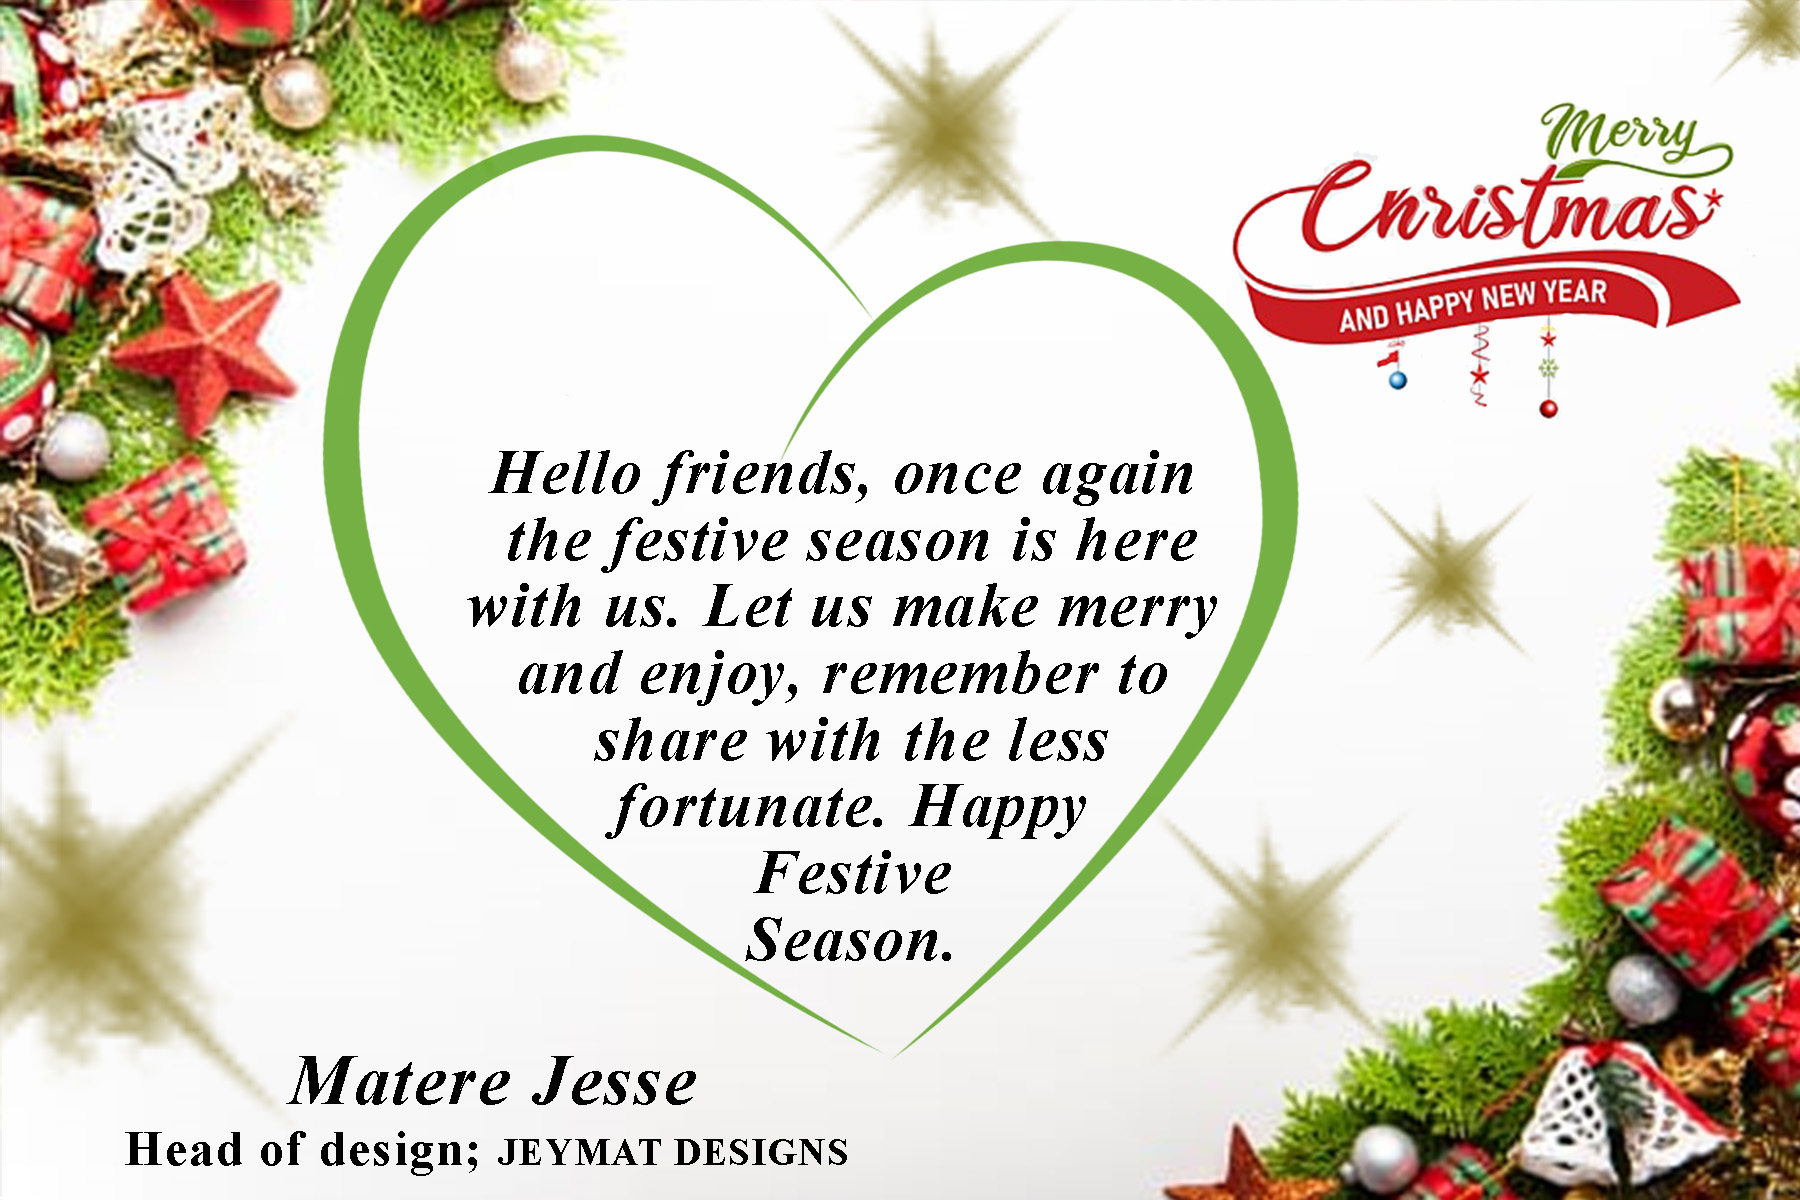 Merry
Christmas
AND HAPPY NEW YEAR
Hello friends, once again
the festive season is here
with us. Let us make merry
and enjoy, remember to
share with the less
fortunate. Happy
Festive
Season.
Matere Jesse
Head of design; JEYMAT DESIGNS